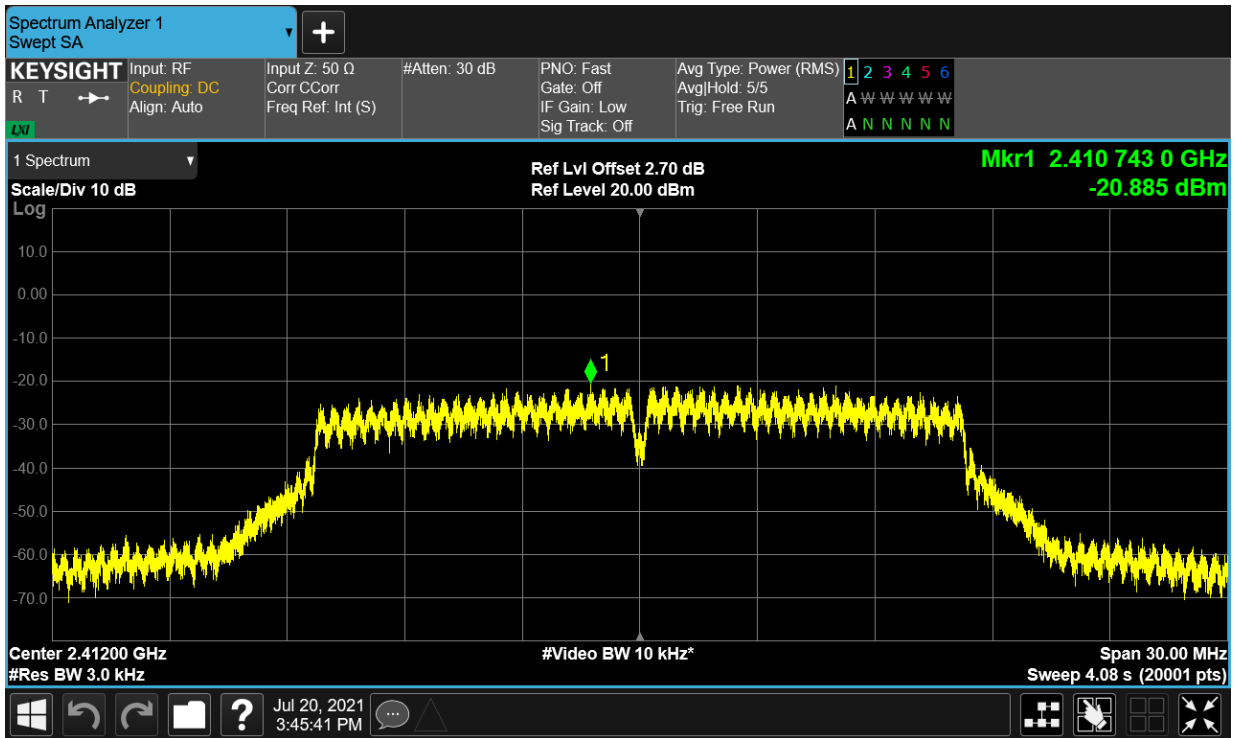 Spectrum Analyzer 1
Swept SA
+
KEYSIGHT
R T
LXI
Input: RF
Coupling: DC
Align: Auto
Input Z: 50 Ω
Corr CCorr
Freq Ref: Int (S)
#Atten: 30 dB
PNO: Fast
Gate: Off
IF Gain: Low
Sig Track: Off
Avg Type: Power (RMS)
Avg|Hold: 5/5
Trig: Free Run
1 2 3 4 5 6
A W W W W W
A N N N N N
1 Spectrum
Scale/Div 10 dB
Log
Ref Lvl Offset 2.70 dB
Ref Level 20.00 dBm
Mkr1 2.410 743 0 GHz
-20.885 dBm
10.0
0.00
-10.0
1
-20.0
-30.0
-40.0
-50.0
-60.0
-70.0
Center 2.41200 GHz
#Res BW 3.0 kHz
#Video BW 10 kHz*
Span 30.00 MHz
Sweep 4.08 s (20001 pts)
?
Jul 20, 2021
3:45:41 PM